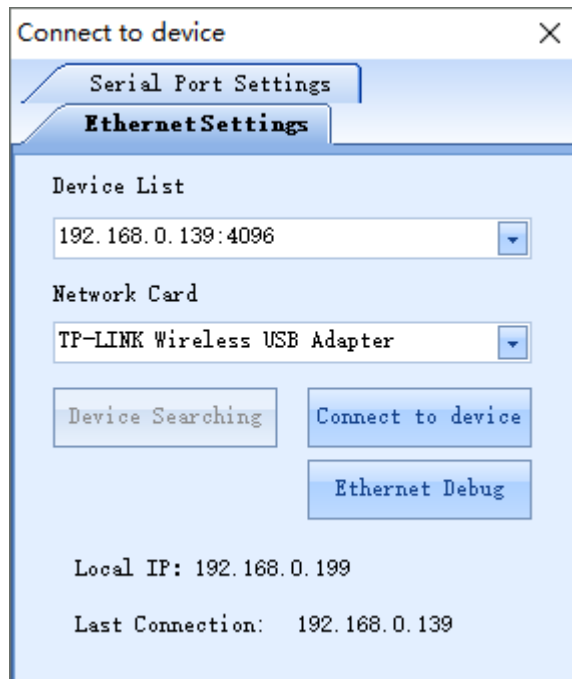 Connect to device
Serial Port Settings
Ethernet Settings
Device List
192.168.0.139:4096
Network Card
TP-LINK Wireless USB Adapter
Device Searching
Connect to device
Ethernet Debug
Local IP: 192.168.0.199
Last Connection: 192.168.0.139